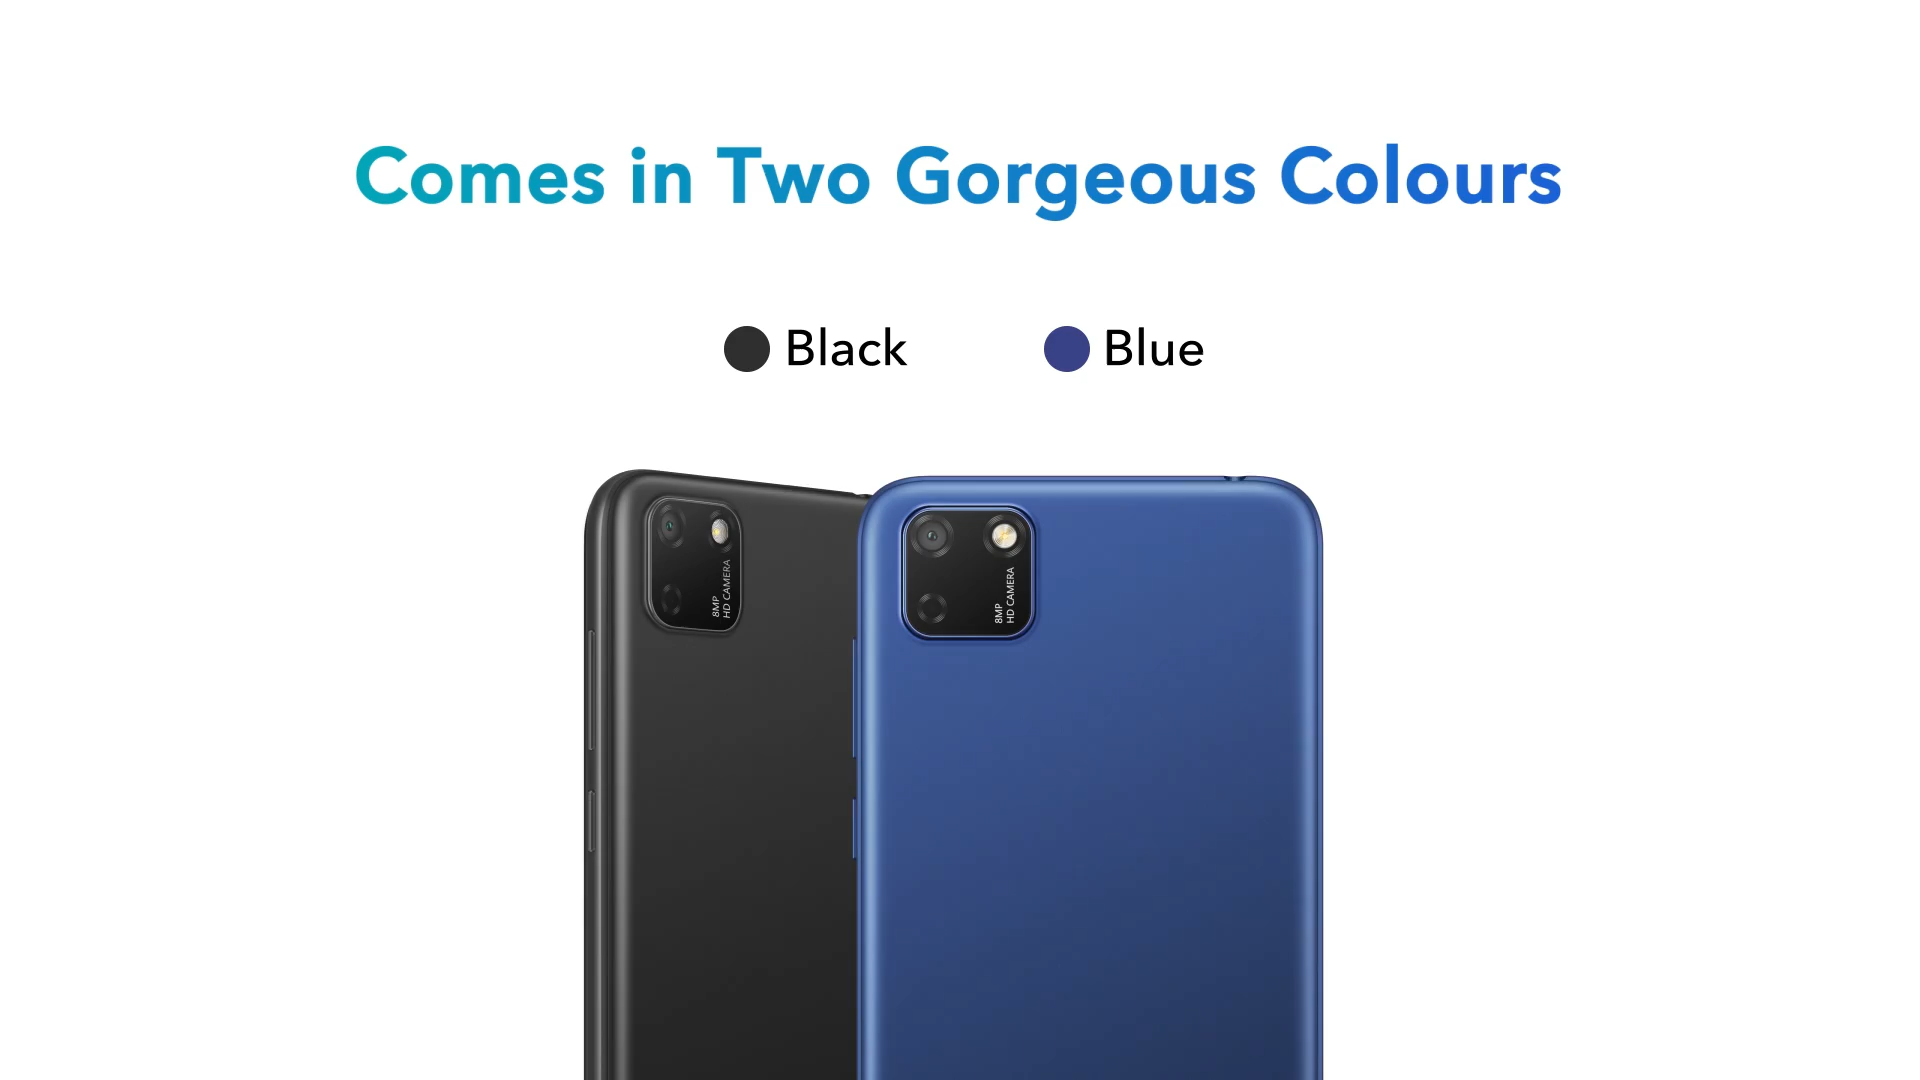 Comes in Two Gorgeous Colours
Black
Blue
8MP
HD CAMERA
8MP
HD CAMERA